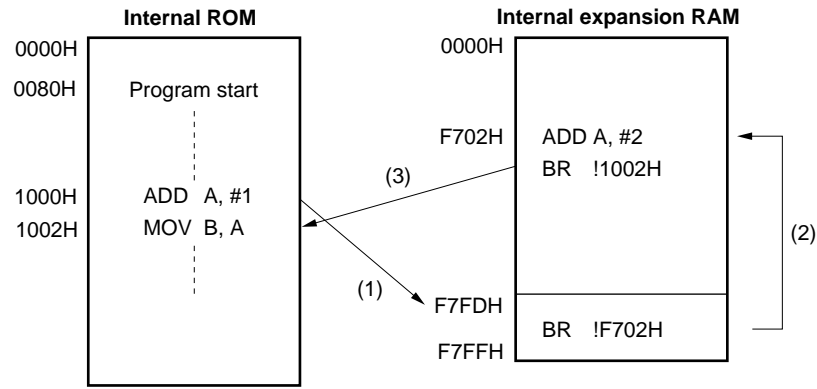 Internal ROM
0000H
0080H
Program start
1000H
ADD A, #1
1002H
MOV B, A
(1)
(3)
Internal expansion RAM
0000H
F702H
ADD A, #2
BR !1002H
(2)
F7FDH
BR !F702H
F7FFH